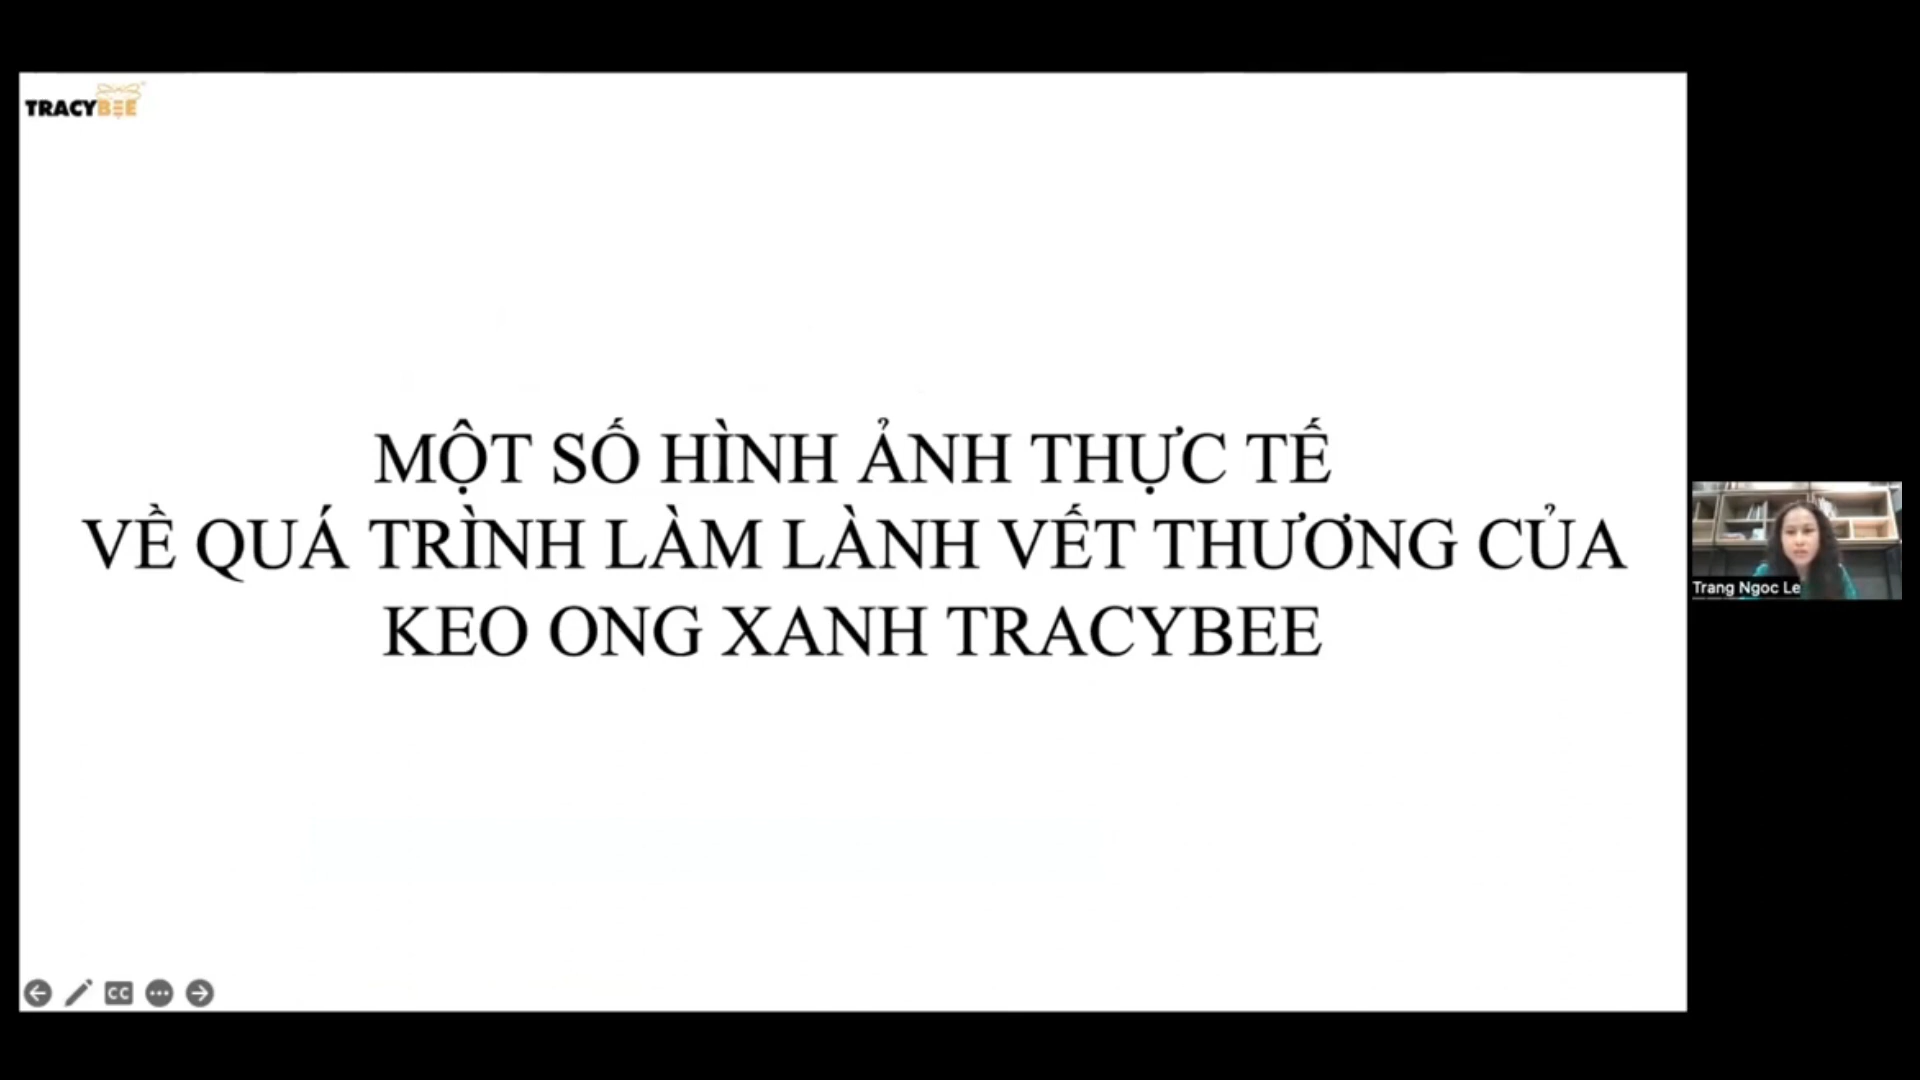 TRACYBEE
MỘT SỐ HÌNH ẢNH THỰC TẾ
VỀ QUÁ TRÌNH LÀM LÀNH VẾT THƯƠNG CỦA
KEO ONG XANH TRACYBEE
Trang Ngoc Le
CC